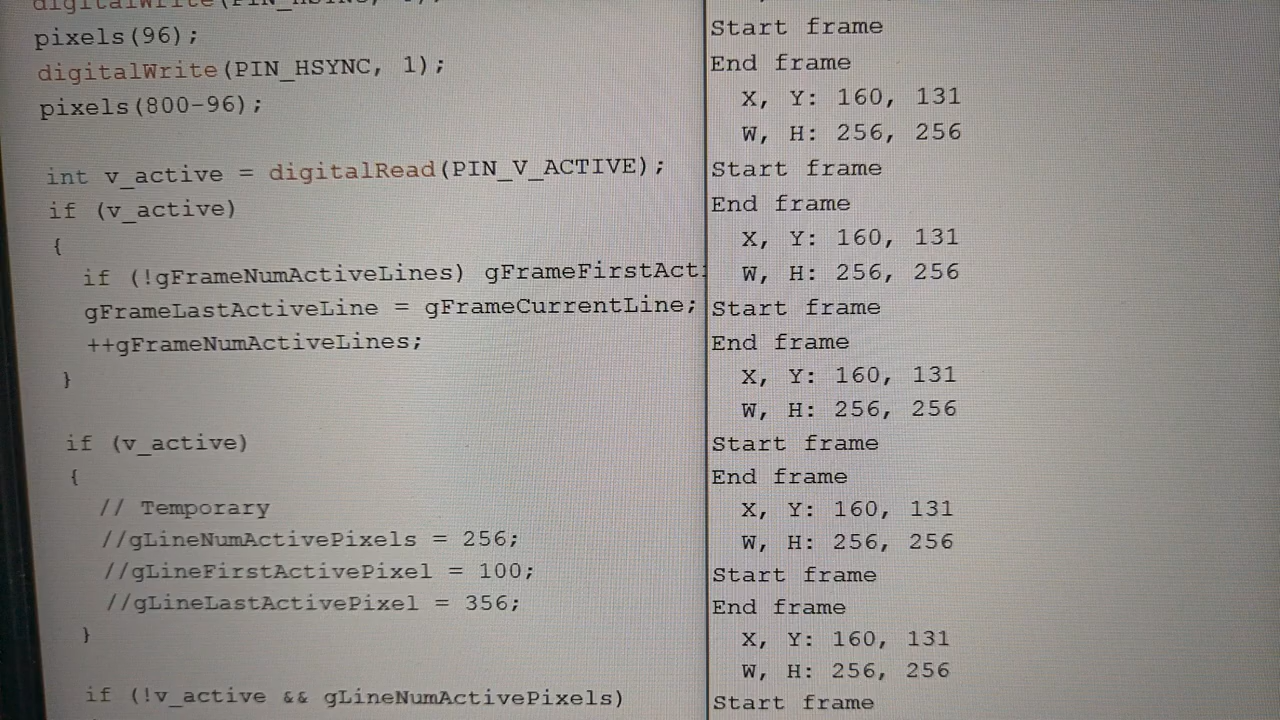 digitalWrite(PIN_HSYNC,
pixels(96);
digitalWrite(PIN_HSYNC, 1);
pixels(800-96);
int v_active = digitalRead(PIN_V_ACTIVE);
if (v_active)
{
if (!gFrameNumActiveLines) gFrameFirstActi
gFrameLastActiveLine = gFrameCurrentLine;
++gFrameNumActiveLines;
}
if (v_active)
{
// Temporary
//gLineNumActivePixels = 256;
//gLineFirstActivePixel = 100;
//gLineLastActivePixel = 356;
}
if (!v_active && gLineNumActivePixels)
Start frame
End frame
X, Y: 160, 131
W, H: 256, 256
Start frame
End frame
X, Y: 160, 131
W, H: 256, 256
Start frame
End frame
X, Y: 160, 131
W, H: 256, 256
Start frame
End frame
X, Y: 160, 131
W, H: 256, 256
Start frame
End frame
X, Y: 160, 131
W, H: 256, 256
Start frame